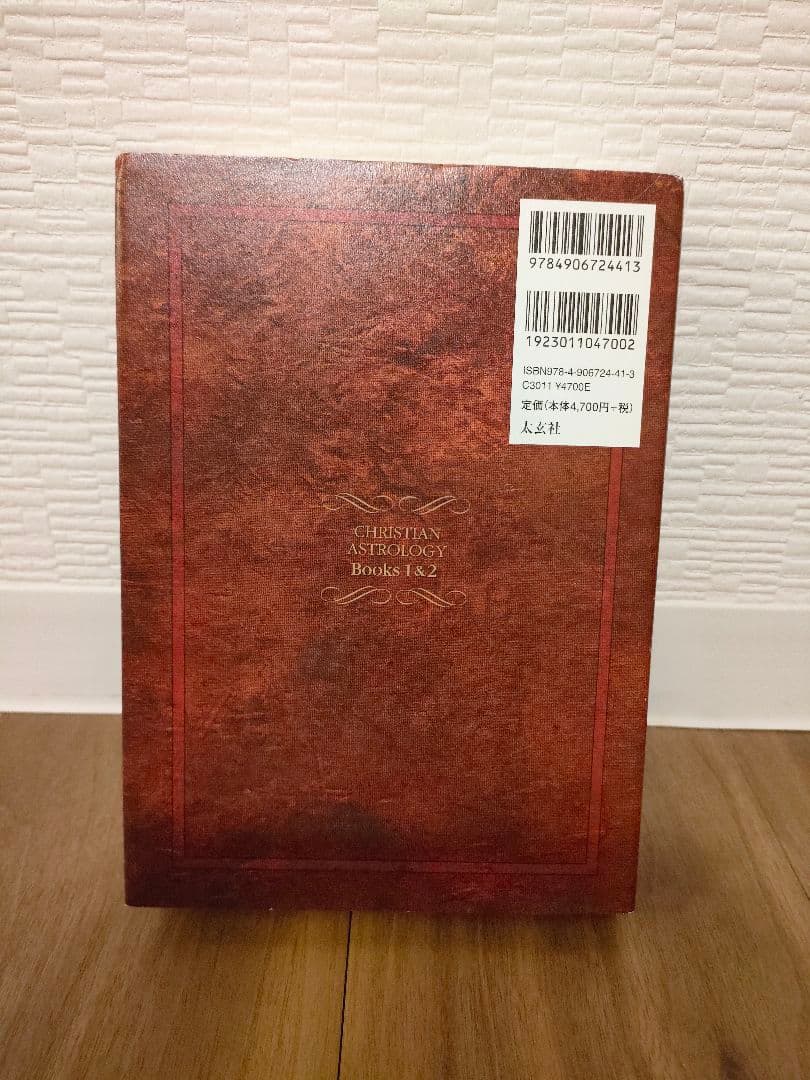 9784906724413
1923011047002
ISBN978-4-906724-41-3
C3011 ¥4700E
定価(本体4,700円+税)
太玄社
CHRISTIAN
ASTROLOGY
Books 1&2